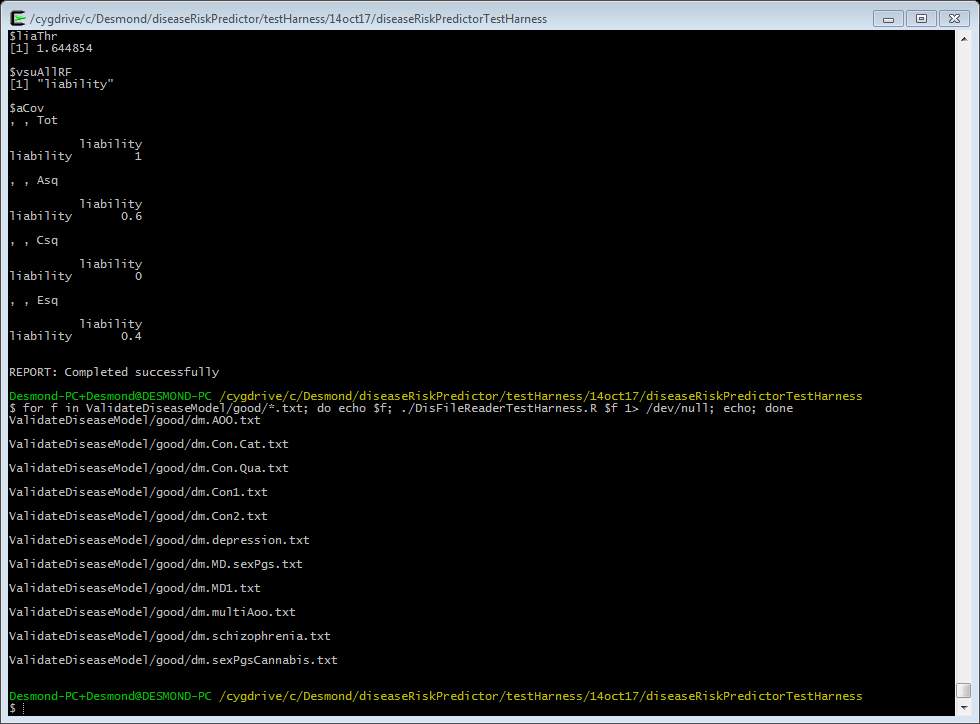 /cygdrive/c/Desmond/diseaseRiskPredictor/testHarness/14oct17/diseaseRiskPredictorTestHarness
$liaThr
[1] 1.644854
$vsuAllRF
[1] "liability"
$aCov
, , Tot
liability
liability 1
, , Asq
liability
liability 0.6
, , Csq
liability
liability 0
, , Esq
liability
liability 0.4
REPORT: Completed successfully
Desmond-PC+Desmond@DESMOND-PC /cygdrive/c/Desmond/diseaseRiskPredictor/testHarness/14oct17/diseaseRiskPredictorTestHarness
$ for f in ValidateDiseaseModel/good/*.txt; do echo $f; ./DisFileReaderTestHarness.R $f 1> /dev/null; echo; done
ValidateDiseaseModel/good/dm.AOO.txt
ValidateDiseaseModel/good/dm.Con.Cat.txt
ValidateDiseaseModel/good/dm.Con.Qua.txt
ValidateDiseaseModel/good/dm.Con1.txt
ValidateDiseaseModel/good/dm.Con2.txt
ValidateDiseaseModel/good/dm.depression.txt
ValidateDiseaseModel/good/dm.MD.sexPgs.txt
ValidateDiseaseModel/good/dm.MD1.txt
ValidateDiseaseModel/good/dm.multiAoo.txt
ValidateDiseaseModel/good/dm.schizophrenia.txt
ValidateDiseaseModel/good/dm.sexPgsCannabis.txt
Desmond-PC+Desmond@DESMOND-PC /cygdrive/c/Desmond/diseaseRiskPredictor/testHarness/14oct17/diseaseRiskPredictorTestHarness
$